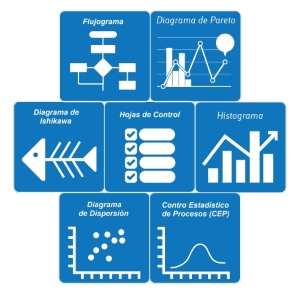 Flujograma
Diagrama de Pareto
Diagrama de
Ishikawa
Hojas de Control
Histograma
Diagrama
de Dispersión
Contro Estadístico
de Procesos (CEP)